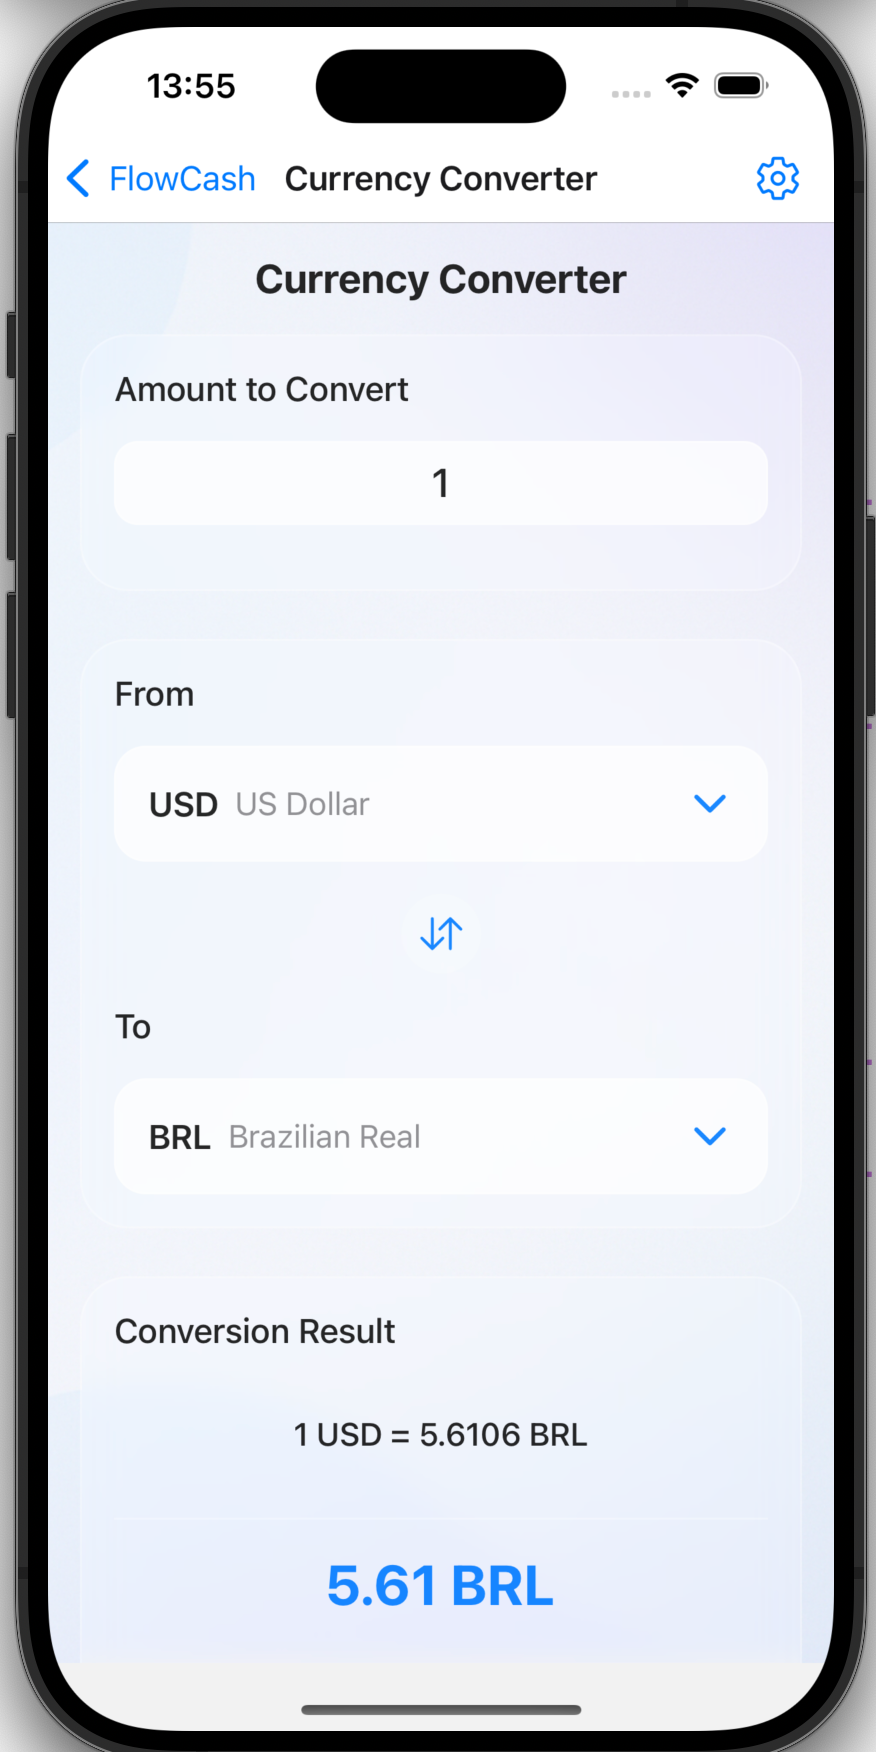 13:55
FlowCash Currency Converter
Currency Converter
Amount to Convert
1
From
USD US Dollar
To
BRL Brazilian Real
Conversion Result
1 USD = 5.6106 BRL
5.61 BRL